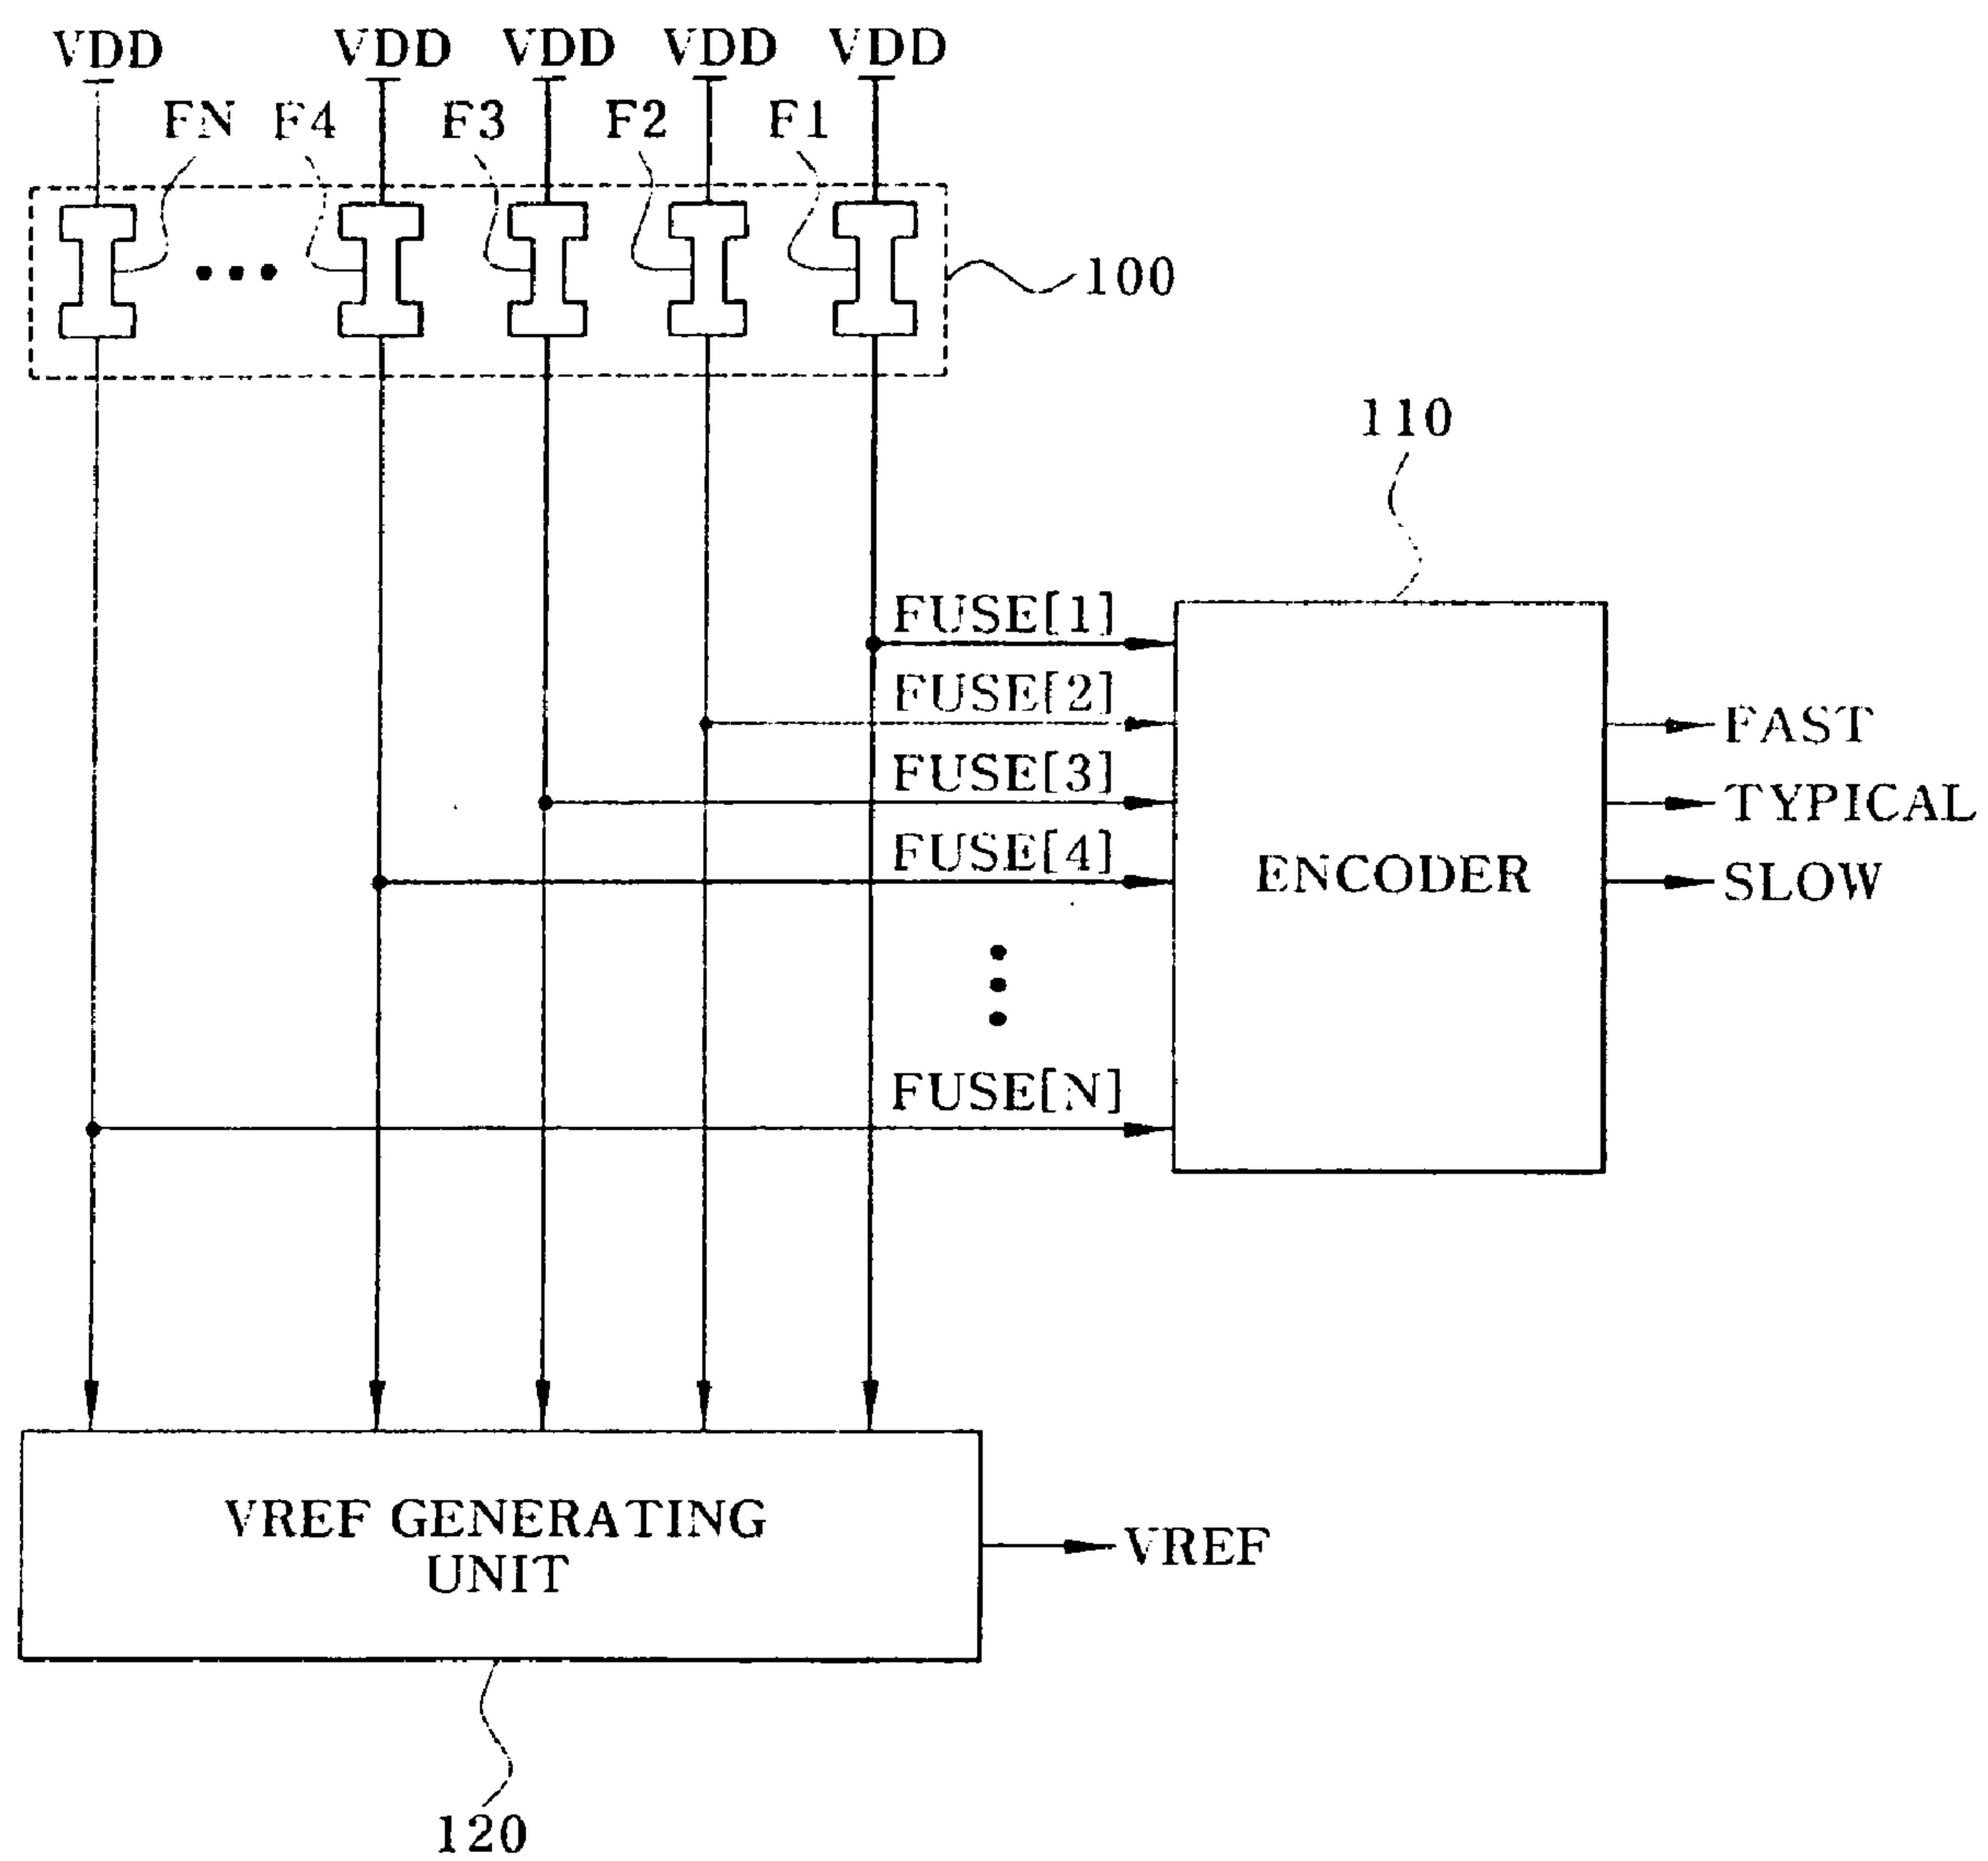 VDD VDD VDD VDD VDD
FN F4 F3 F2 F1
100
110
FUSE[1]
FUSE[2]
FAST
FUSE[3]
TYPICAL
FUSE[4]
ENCODER
SLOW
FUSE[N]
VREF GENERATING
UNIT
VREF
120